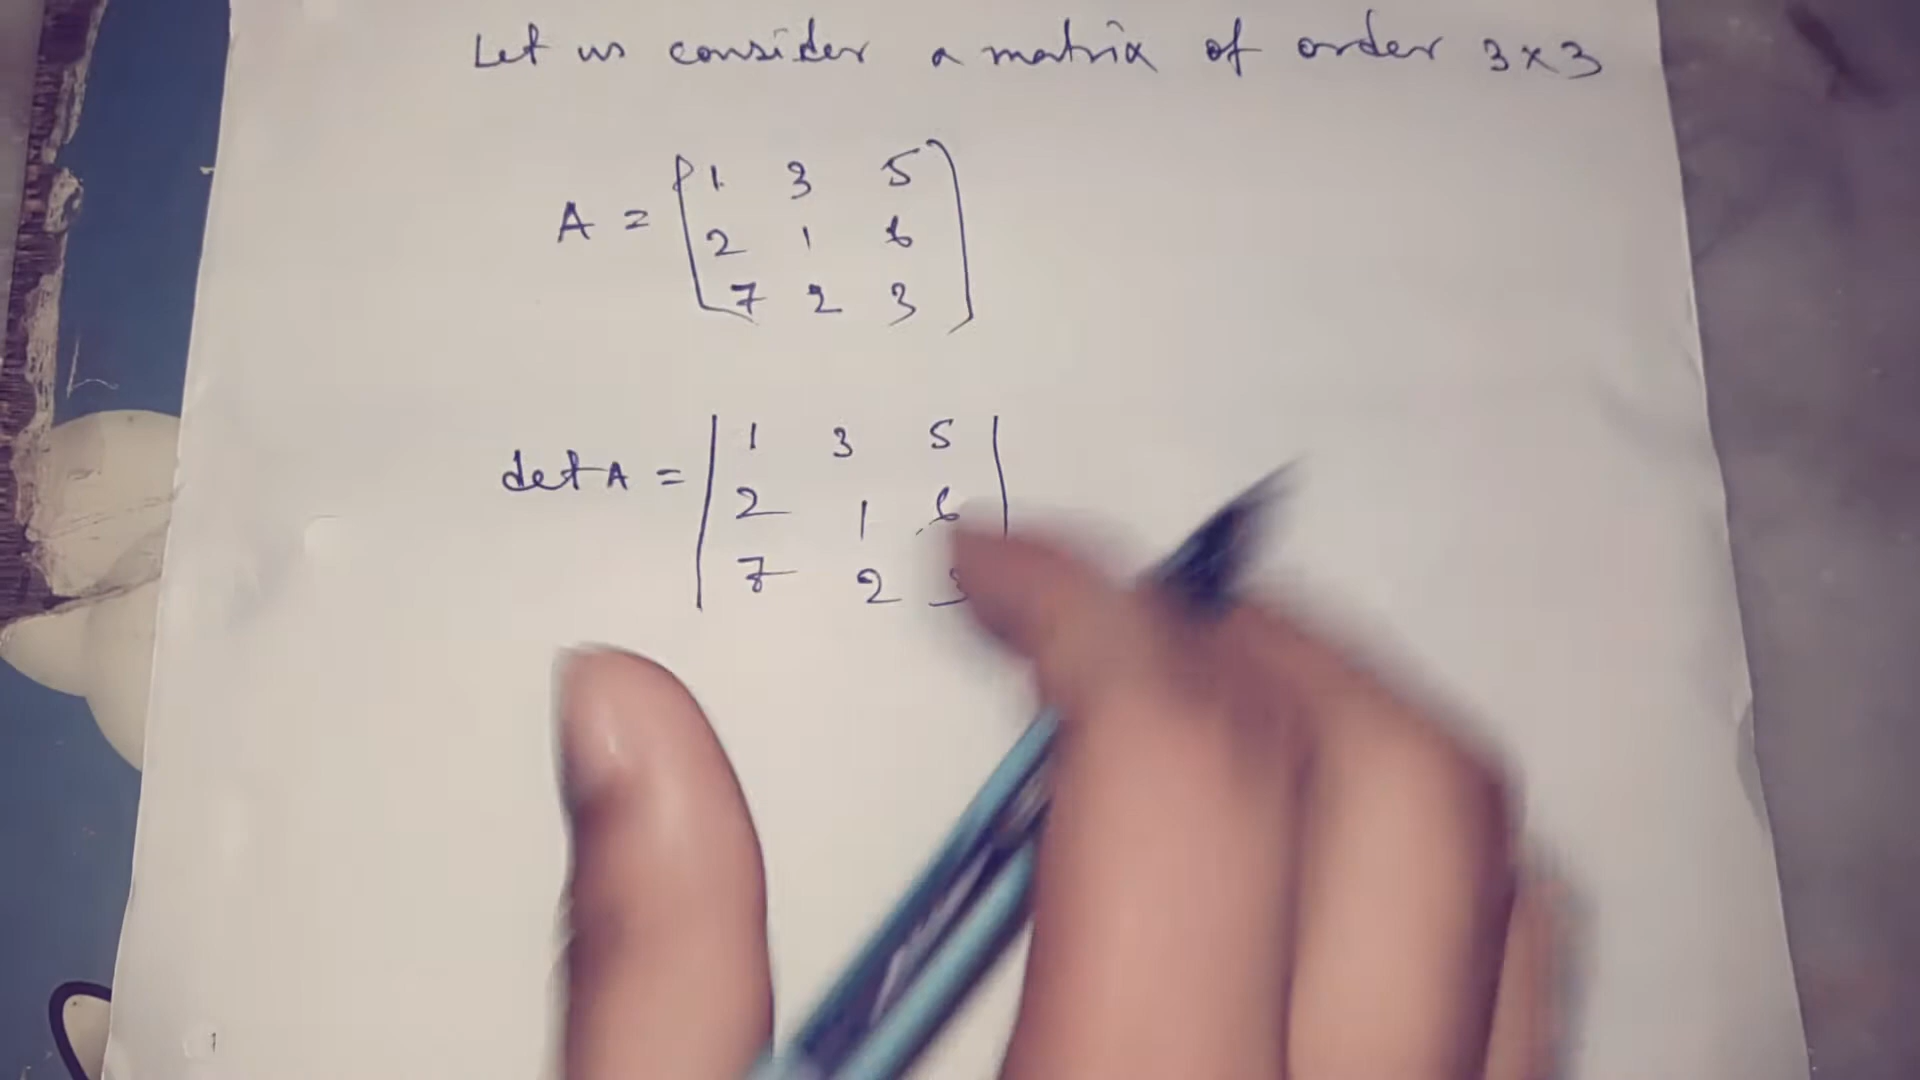 Let us consider a matrix of order 3×3
1 3 5
A = 2 1 6
7 2 3
1 3 5
det A = 2 1 6
7 2 3